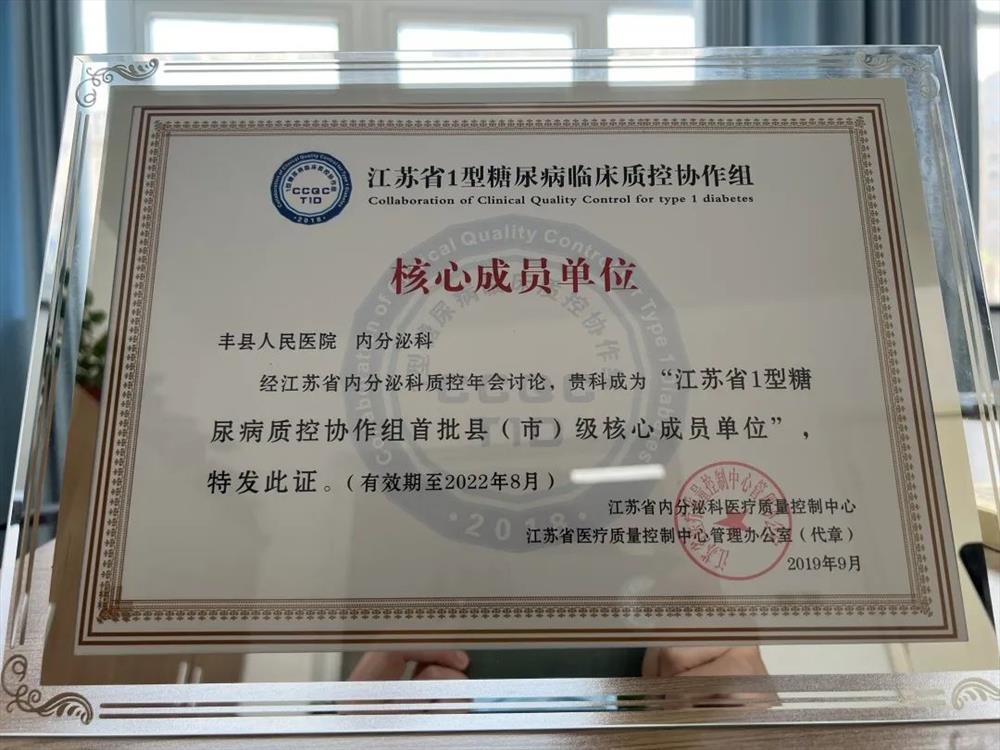 江苏省1型糖尿病临床质控协作组
Collaboration of Clinical Quality Control for type 1 diabetes
CCQC
T1D
·2018·
核心成员单位
丰县人民医院 内分泌科
经江苏省内分泌科质控年会讨论，贵科成为“江苏省1型糖
尿病质控协作组首批县（市）级核心成员单位”，
特发此证。（有效期至2022年8月）
江苏省内分泌科医疗质量控制中心
江苏省医疗质量控制中心管理办公室（代章）
2019年9月